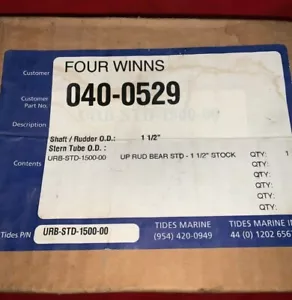 Customer FOUR WINNS
Customer Part No. 040-0529
Description
Shaft / Rudder O.D.: 1 1/2"
Stern Tube O.D.:
Contents URB-STD-1500-00 UP RUD BEAR STD - 1 1/2" STOCK QTY: 1
QTY:
QTY:
QTY:
QTY:
Tides P/N URB-STD-1500-00
TIDES MARINE TIDES MARINE
(954) 420-0949 44 (0) 1202 656